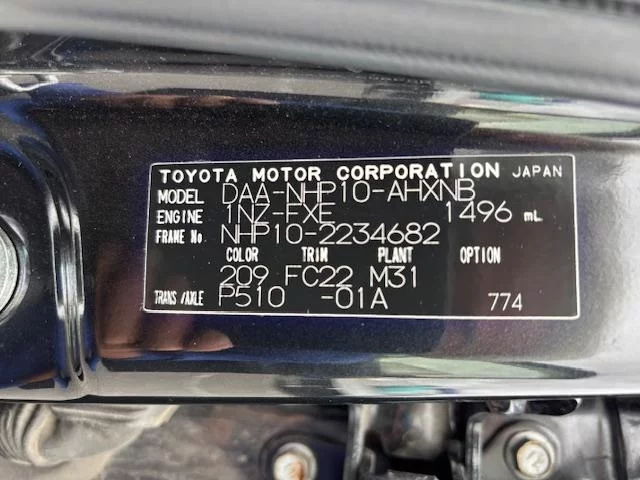 TOYOTA MOTOR CORPORATION JAPAN
MODEL DAA-NHP10-AHXNB
ENGINE 1NZ-FXE 1496 mL
FRAME No NHP10-2234682
COLOR TRIM PLANT OPTION
209 FC22 M31
TRANS/AXLE P510 -01A 774